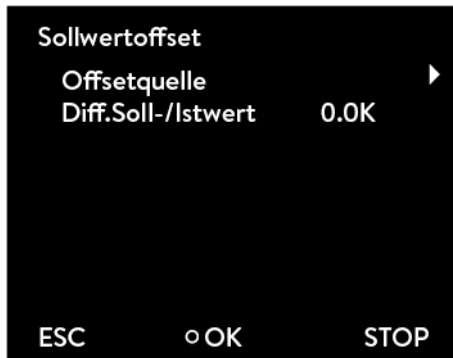 Sollwertoffset
Offsetquelle
Diff.Soll-/Istwert 0.0K
ESC OK STOP